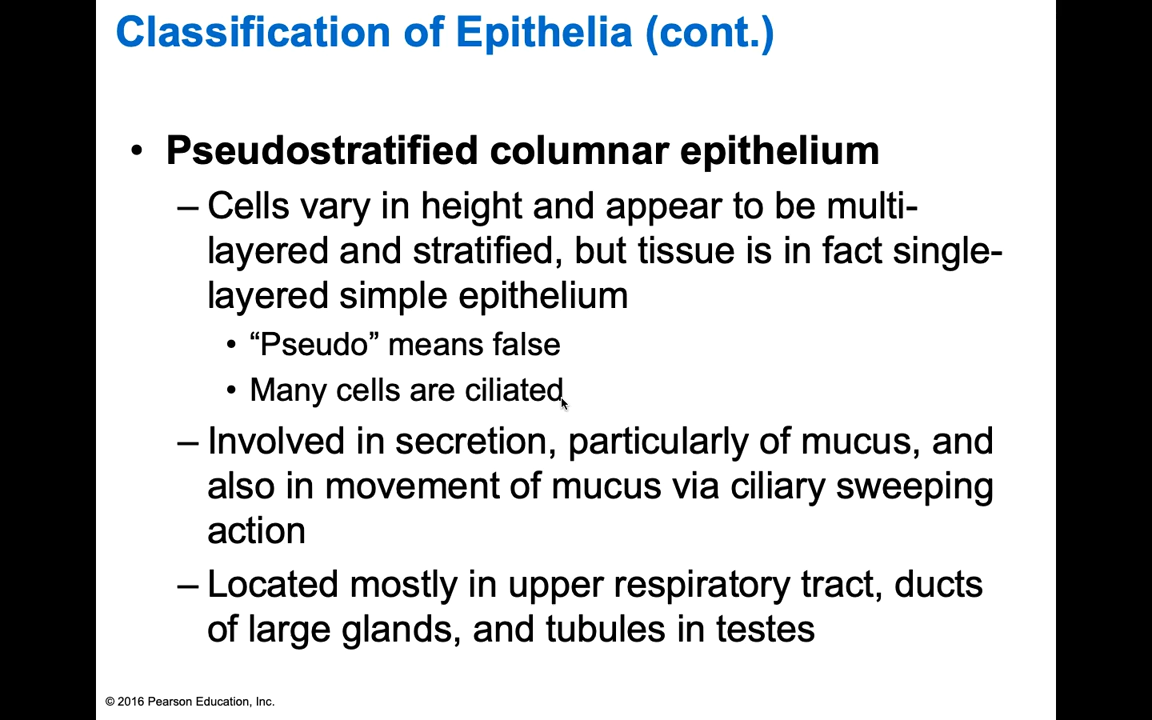 Classification of Epithelia (cont.)
• Pseudostratified columnar epithelium
– Cells vary in height and appear to be multi-
layered and stratified, but tissue is in fact single-
layered simple epithelium
• “Pseudo” means false
• Many cells are ciliated
– Involved in secretion, particularly of mucus, and
also in movement of mucus via ciliary sweeping
action
– Located mostly in upper respiratory tract, ducts
of large glands, and tubules in testes
© 2016 Pearson Education, Inc.